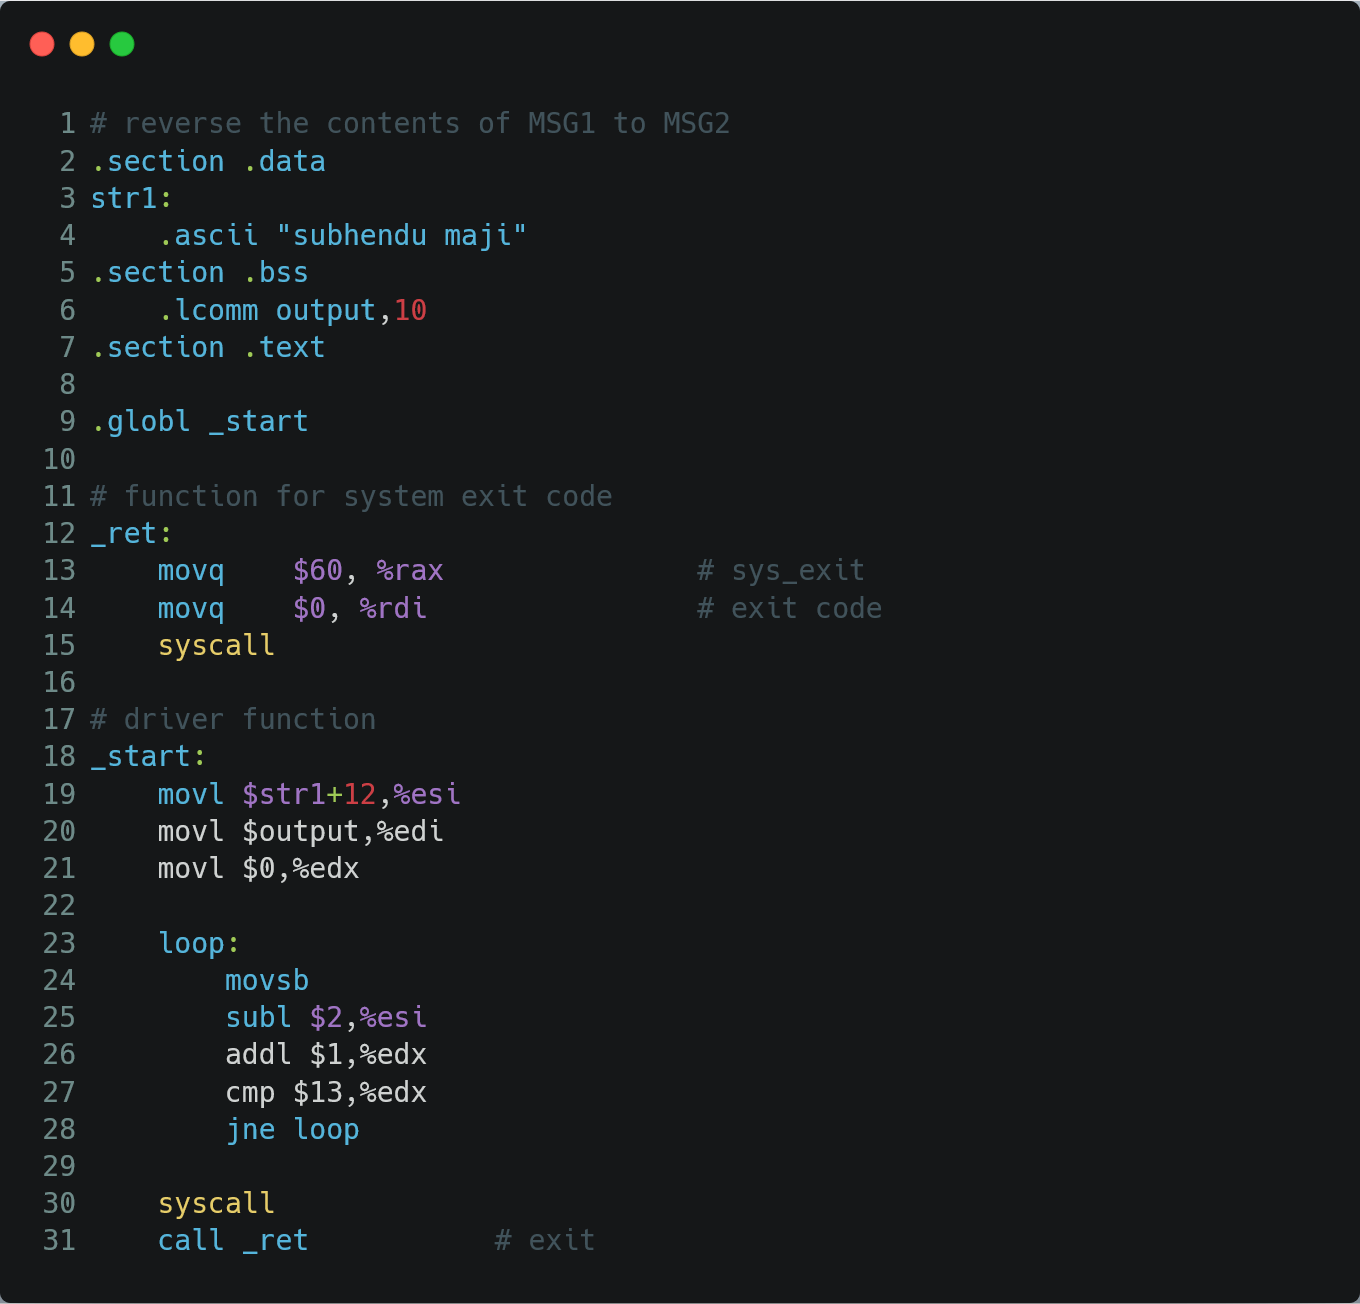 1 # reverse the contents of MSG1 to MSG2
2 .section .data
3 str1:
4     .ascii "subhendu maji"
5 .section .bss
6     .lcomm output,10
7 .section .text
8
9 .globl _start
10
11 # function for system exit code
12 _ret:
13     movq    $60, %rax               # sys_exit
14     movq    $0, %rdi                # exit code
15     syscall
16
17 # driver function
18 _start:
19     movl $str1+12,%esi
20     movl $output,%edi
21     movl $0,%edx
22
23     loop:
24         movsb
25         subl $2,%esi
26         addl $1,%edx
27         cmp $13,%edx
28         jne loop
29
30     syscall
31     call _ret           # exit